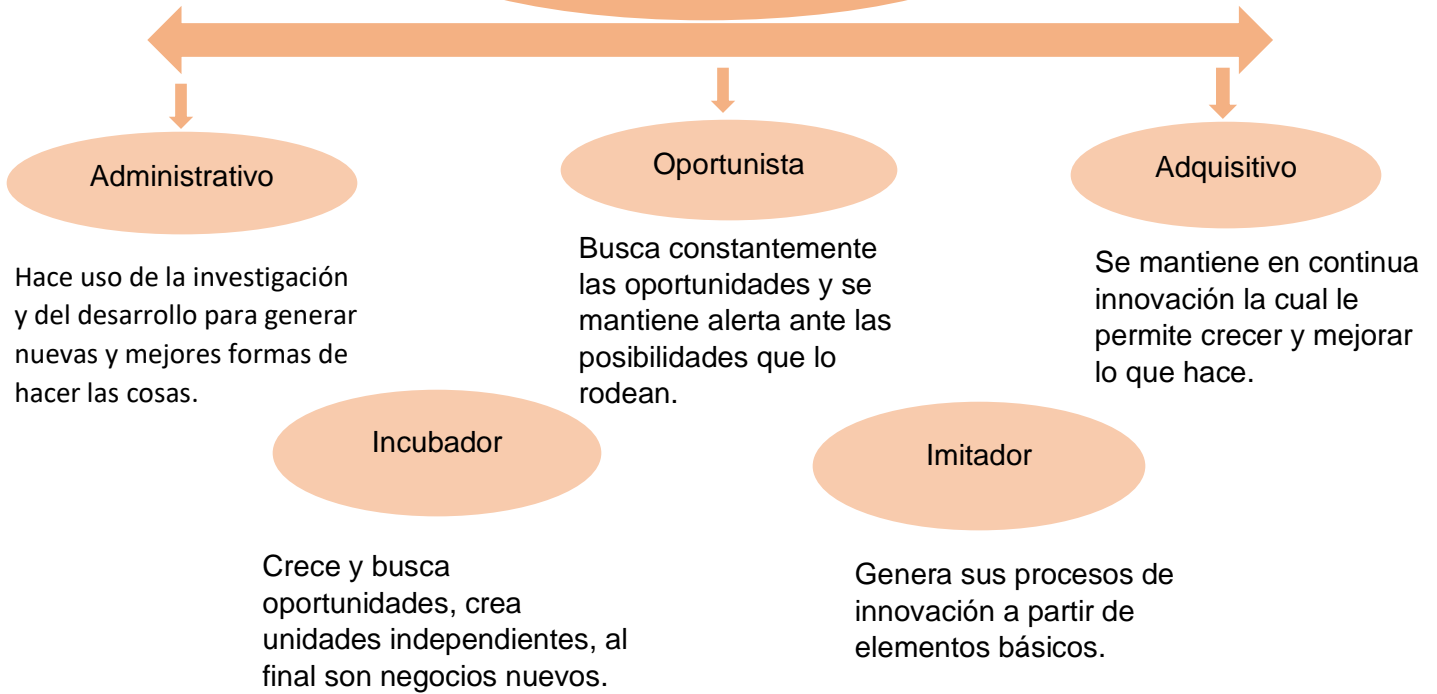 Administrativo
Hace uso de la investigación
y del desarrollo para generar
nuevas y mejores formas de
hacer las cosas.
Oportunista
Busca constantemente
las oportunidades y se
mantiene alerta ante las
posibilidades que lo
rodean.
Adquisitivo
Se mantiene en continua
innovación la cual le
permite crecer y mejorar
lo que hace.
Incubador
Crece y busca
oportunidades, crea
unidades independientes, al
final son negocios nuevos.
Imitador
Genera sus procesos de
innovación a partir de
elementos básicos.